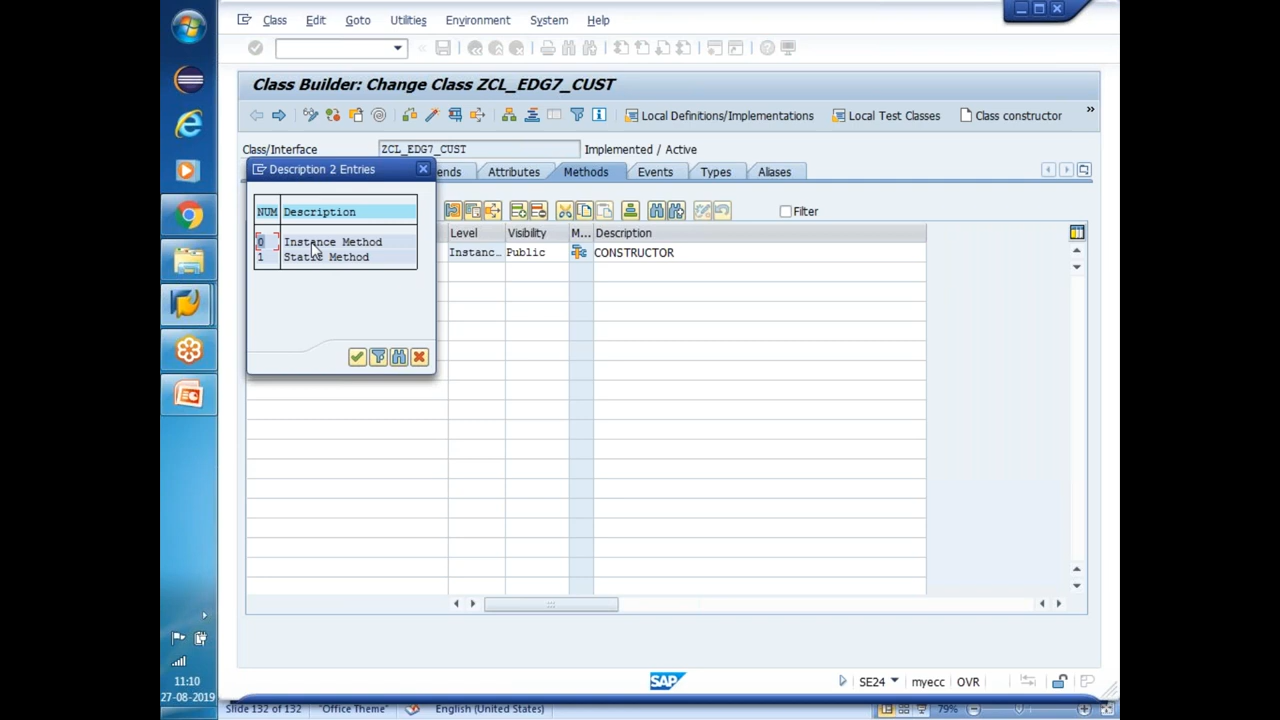 Class Edit Goto Utilities Environment System Help
Class Builder: Change Class ZCL_EDG7_CUST
Local Definitions/Implementations Local Test Classes Class constructor
Class/Interface ZCL_EDG7_CUST Implemented / Active
Description 2 Entries
ends Attributes Methods Events Types Aliases
NUM Description
0 Instance Method
1 Static Method
Filter
Level Visibility M... Description
Instanc.. Public CONSTRUCTOR
SAP
SE24 myecc OVR
11:10
27-08-2019
Slide 132 of 132 "Office Theme" English (United States) 79%